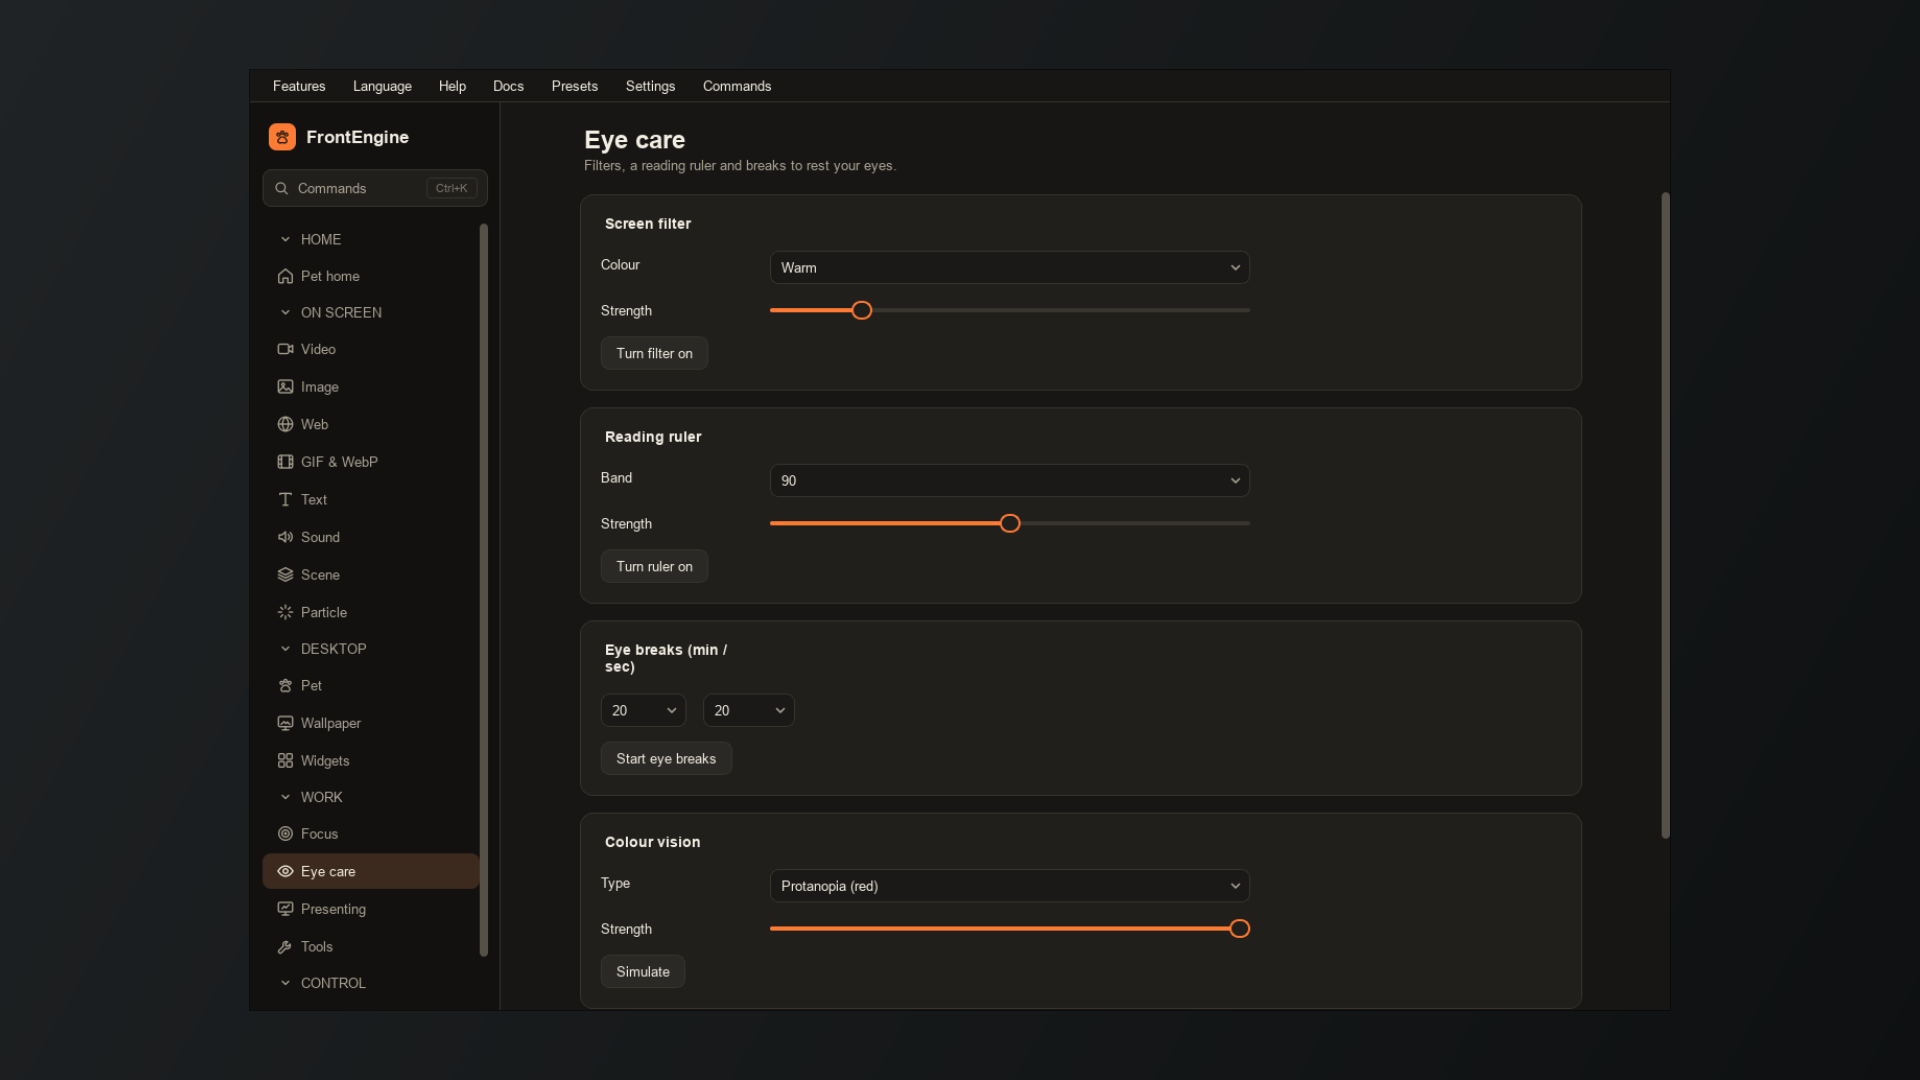 Features Language Help Docs Presets Settings Commands
FrontEngine
Commands Ctrl+K
HOME
Pet home
ON SCREEN
Video
Image
Web
GIF & WebP
Text
Sound
Scene
Particle
DESKTOP
Pet
Wallpaper
Widgets
WORK
Focus
Eye care
Presenting
Tools
CONTROL
Eye care
Filters, a reading ruler and breaks to rest your eyes.
Screen filter
Colour Warm
Strength
Turn filter on
Reading ruler
Band 90
Strength
Turn ruler on
Eye breaks (min /
sec)
20 20
Start eye breaks
Colour vision
Type Protanopia (red)
Strength
Simulate